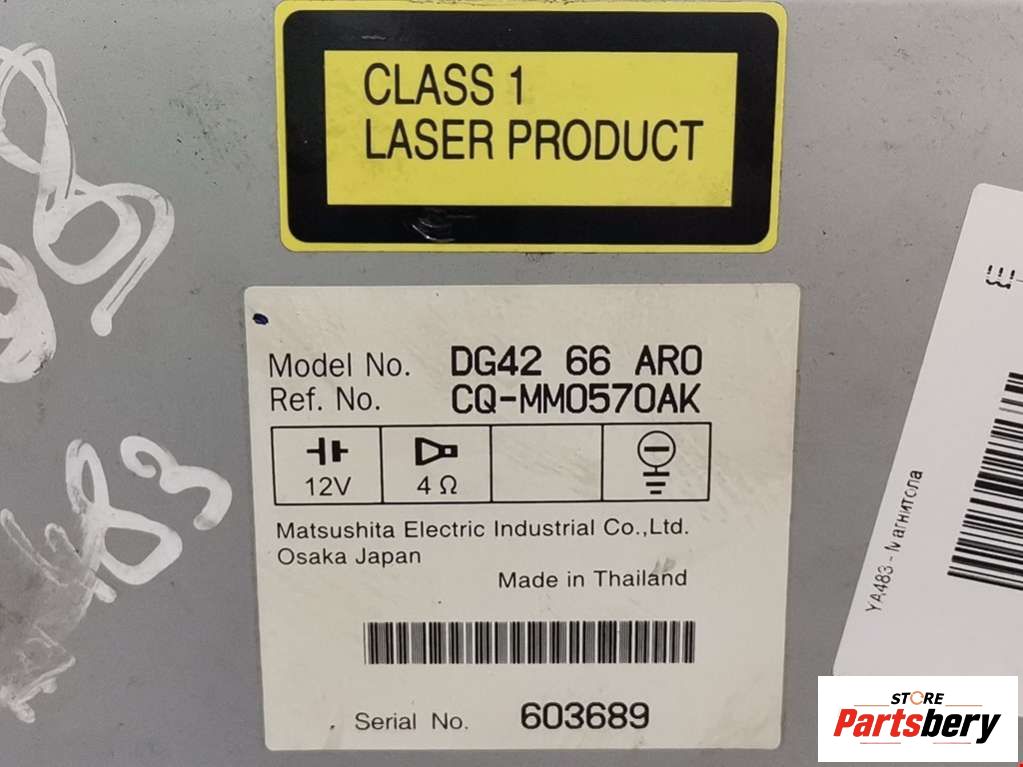 CLASS 1
LASER PRODUCT
Model No. DG42 66 AR0
Ref. No. CQ-MM0570AK
12V
4 Ω
Matsushita Electric Industrial Co.,Ltd.
Osaka Japan
Made in Thailand
Serial No. 603689
YA483 - Магнитола
83
STORE
Partsbery